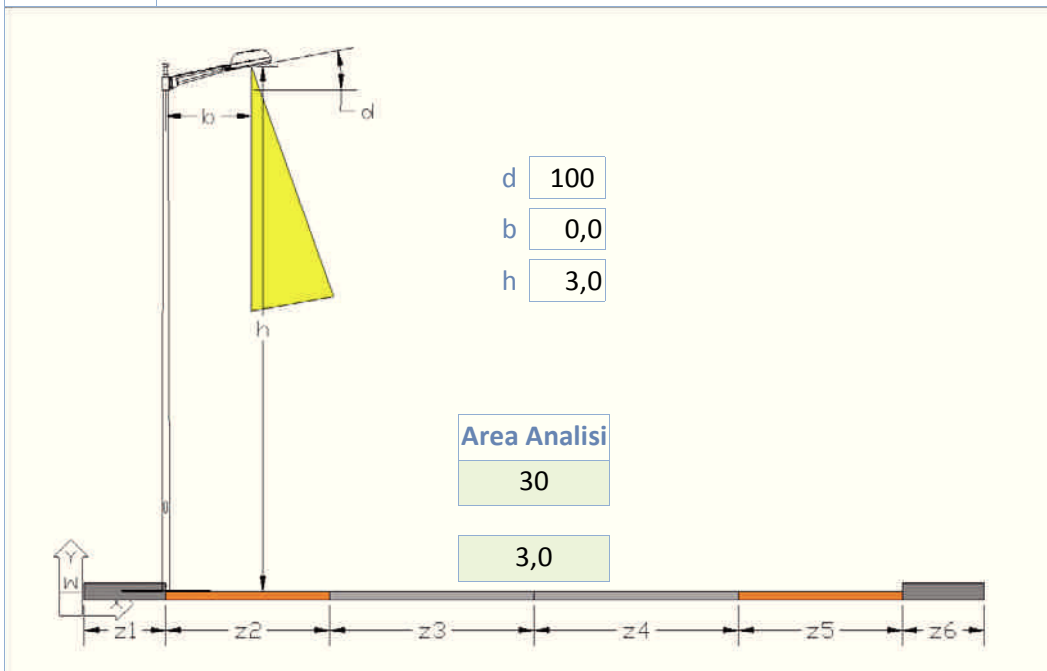 b
d
d 100
b 0,0
h 3,0
h
Area Analisi
30
3,0
Y
W
X
z1 z2 z3 z4 z5 z6